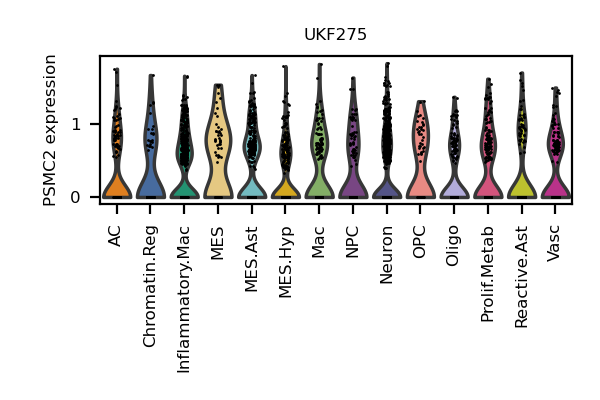 UKF275
PSMC2 expression
1
0
AC
Chromatin.Reg
Inflammatory.Mac
MES
MES.Ast
MES.Hyp
Mac
NPC
Neuron
OPC
Oligo
Prolif.Metab
Reactive.Ast
Vasc